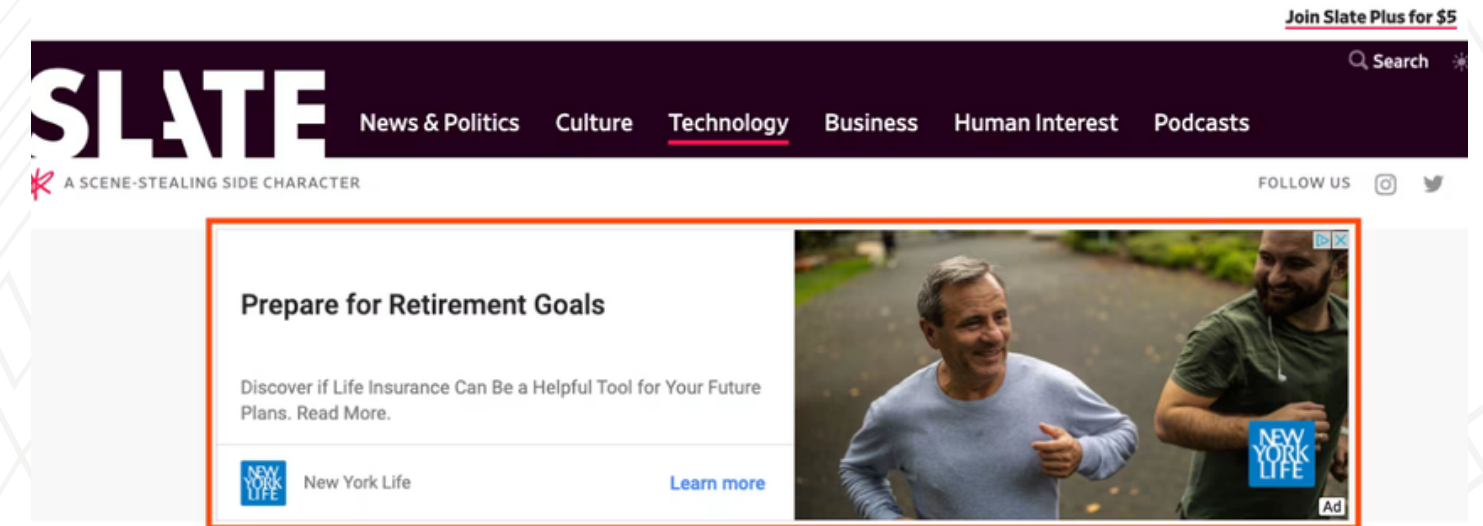 Join Slate Plus for $5
Search
SLATE
News & Politics Culture Technology Business Human Interest Podcasts
A SCENE-STEALING SIDE CHARACTER
FOLLOW US
Prepare for Retirement Goals
Discover if Life Insurance Can Be a Helpful Tool for Your Future
Plans. Read More.
NEW
YORK
LIFE
New York Life
Learn more
NEW
YORK
LIFE
Ad